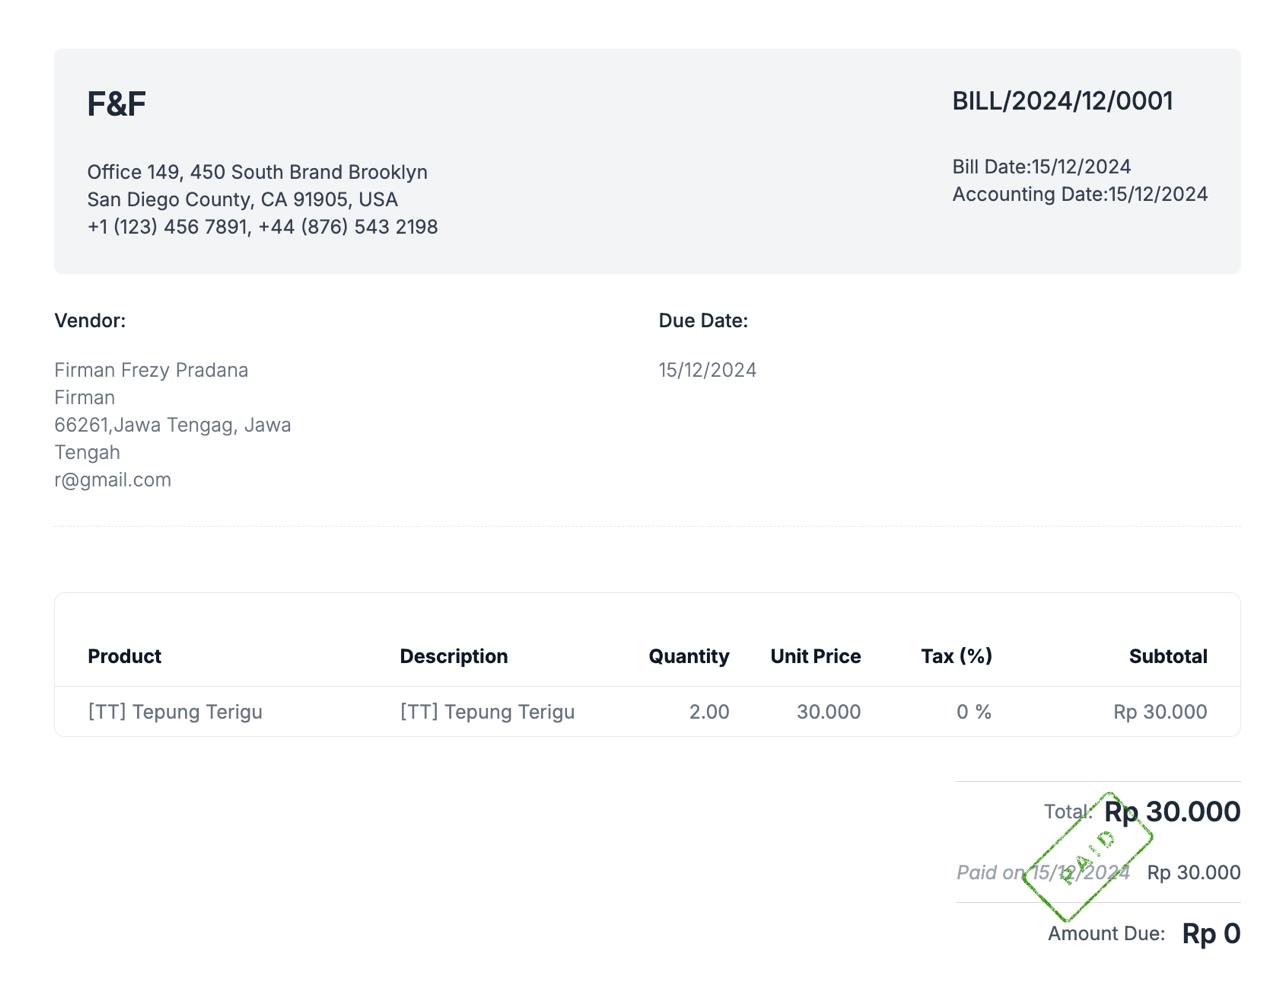 F&F
BILL/2024/12/0001
Office 149, 450 South Brand Brooklyn
San Diego County, CA 91905, USA
+1 (123) 456 7891, +44 (876) 543 2198
Bill Date:15/12/2024
Accounting Date:15/12/2024
Vendor:
Firman Frezy Pradana
Firman
66261,Jawa Tengag, Jawa
Tengah
r@gmail.com
Due Date:
15/12/2024
Product Description Quantity Unit Price Tax (%) Subtotal
[TT] Tepung Terigu [TT] Tepung Terigu 2.00 30.000 0 % Rp 30.000
Total: Rp 30.000
PAID
Paid on 15/12/2024 Rp 30.000
Amount Due: Rp 0